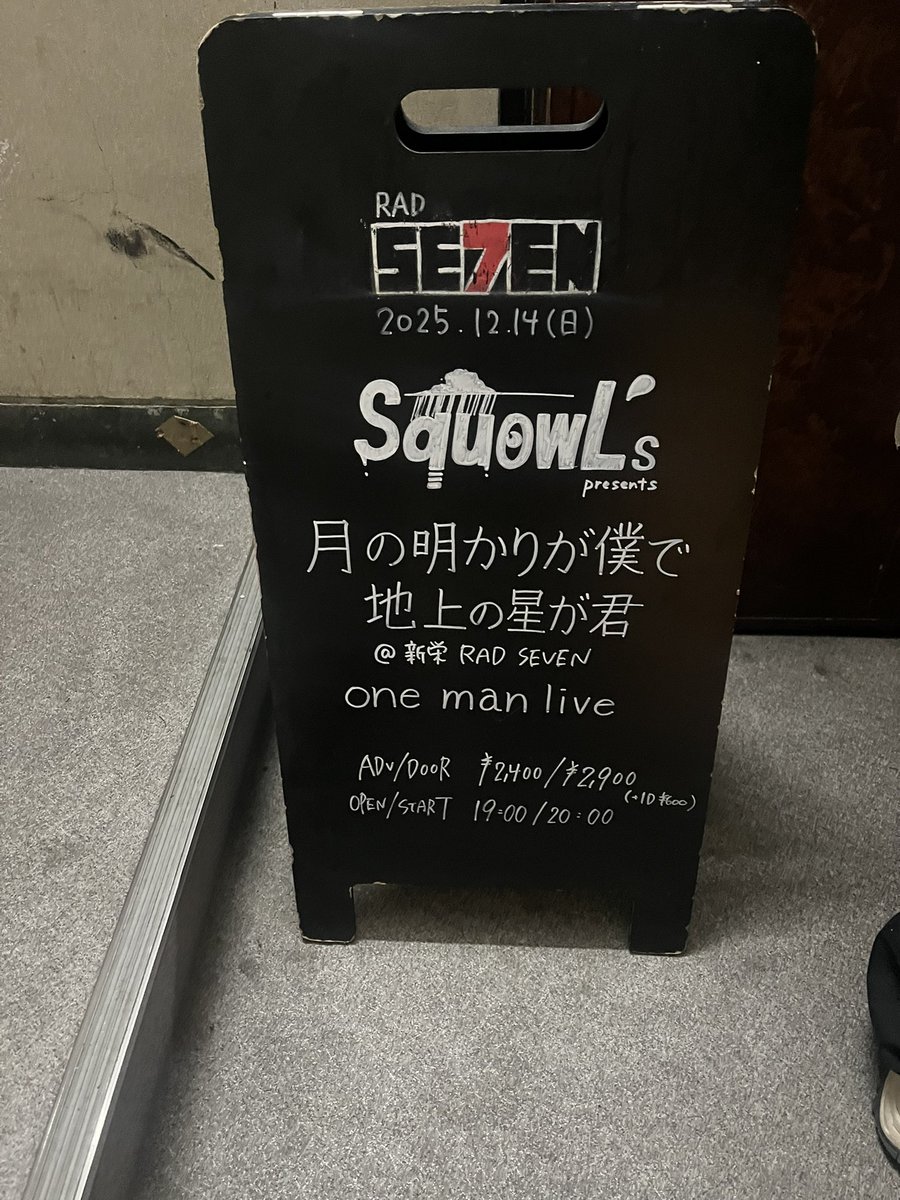 RAD
SE7EN
2025.12.14(日)
SquowL's
presents
月の明かりが僕で
地上の星が君
@新栄 RAD SEVEN
one man live
ADV/DOOR ¥2,400/¥2,900
(+1D ¥600)
OPEN/START 19:00/20:00